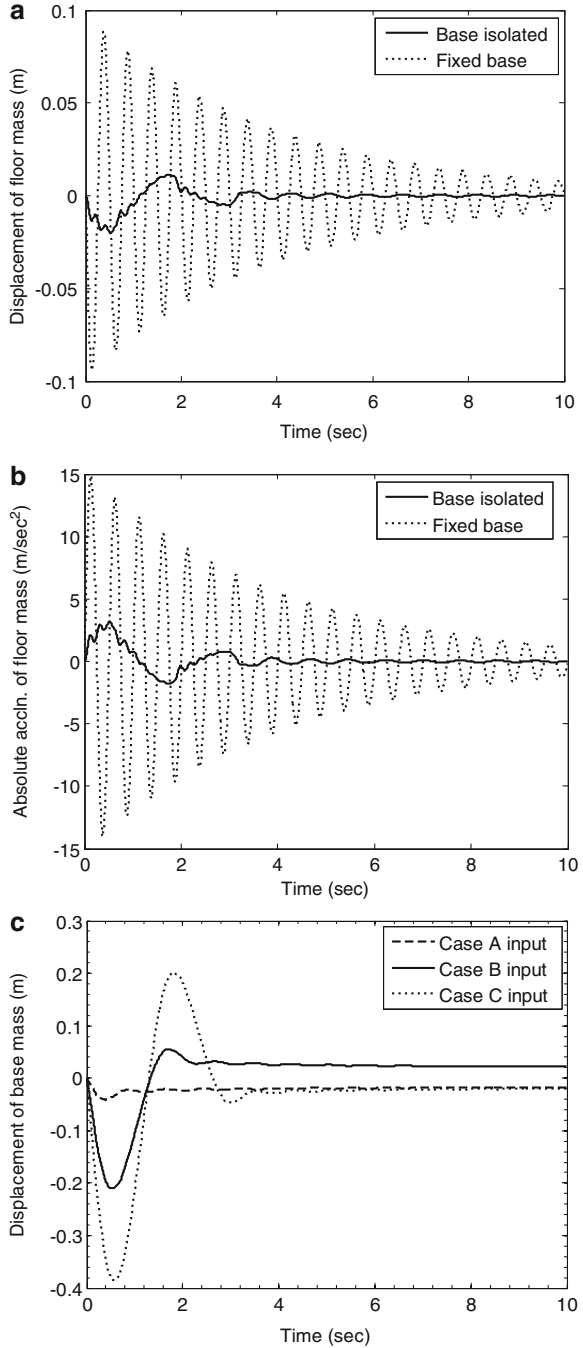 a
0.1
0.05
0
-0.05
-0.1
Displacement of floor mass (m)
Base isolated
Fixed base
0 2 4 6 8 10
Time (sec)
b
15
10
5
0
-5
-10
-15
Absolute accln. of floor mass (m/sec²)
Base isolated
Fixed base
0 2 4 6 8 10
Time (sec)
c
0.3
0.2
0.1
0
-0.1
-0.2
-0.3
-0.4
Displacement of base mass (m)
Case A input
Case B input
Case C input
0 2 4 6 8 10
Time (sec)